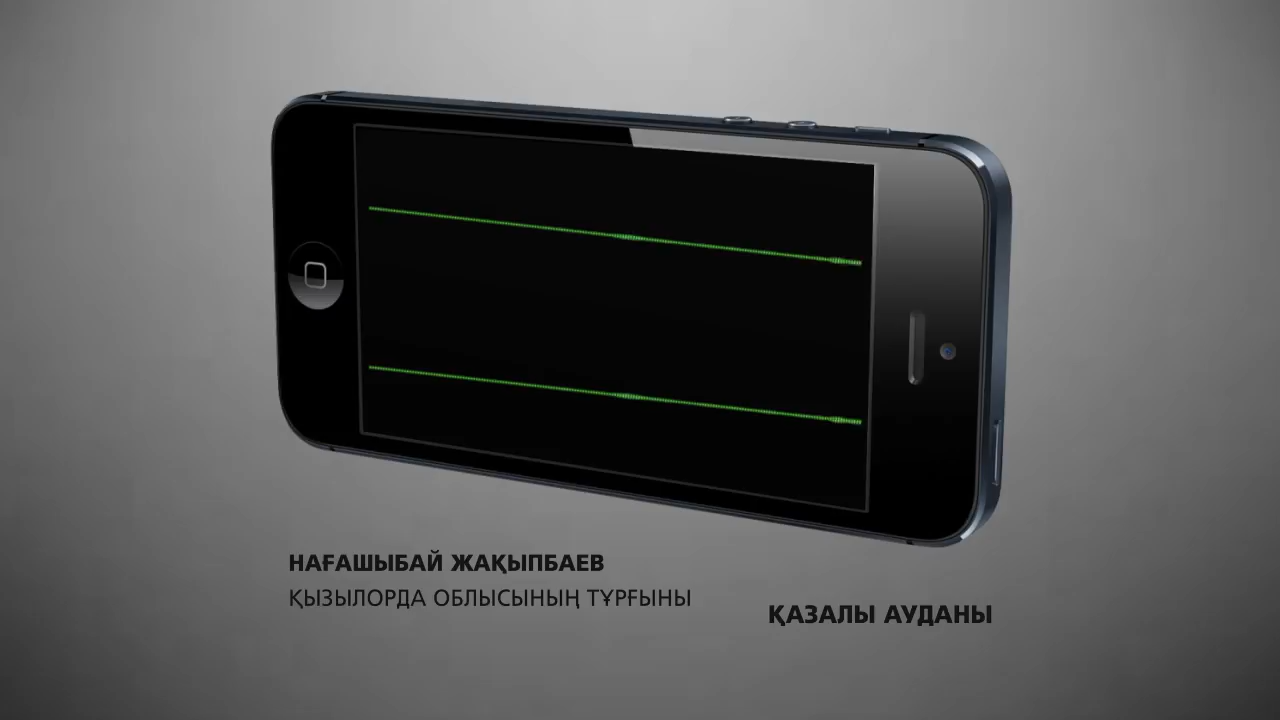 НАҒАШЫБАЙ ЖАҚЫПБАЕВ
ҚЫЗЫЛОРДА ОБЛЫСЫНЫҢ ТҰРҒЫНЫ
ҚАЗАЛЫ АУДАНЫ